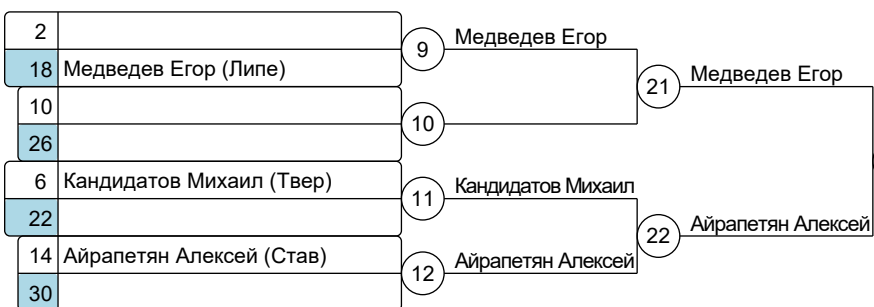 2
18 Медведев Егор (Липе)
10
26
6 Кандидатов Михаил (Твер)
22
14 Айрапетян Алексей (Став)
30
9 Медведев Егор
10
11 Кандидатов Михаил
12 Айрапетян Алексей
21 Медведев Егор
22 Айрапетян Алексей